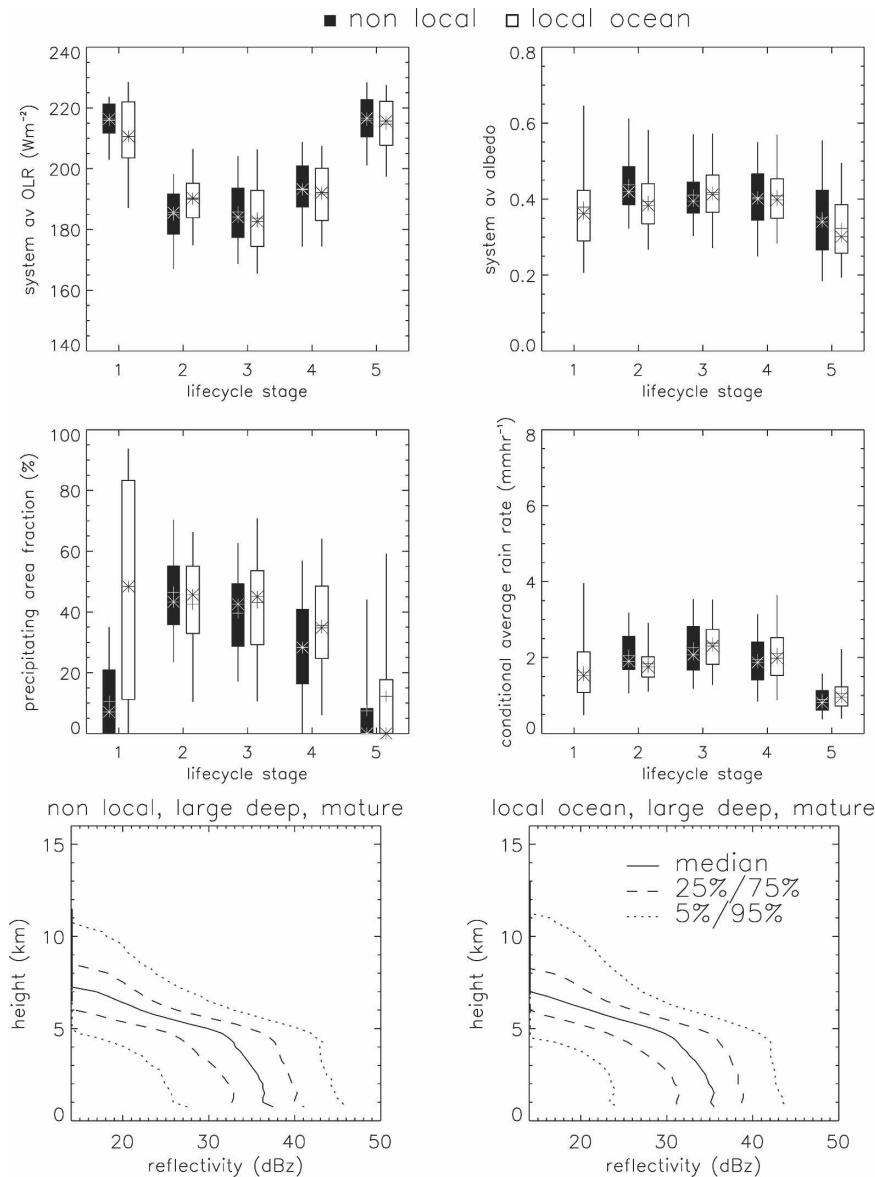 ■ non local □ local ocean
240
220
200
180
160
140
system av OLR (Wm⁻²)
1 2 3 4 5
lifecycle stage
0.8
0.6
0.4
0.2
0.0
system av albedo
1 2 3 4 5
lifecycle stage
100
80
60
40
20
0
precipitating area fraction (%)
1 2 3 4 5
lifecycle stage
8
6
4
2
0
conditional average rain rate (mmhr⁻¹)
1 2 3 4 5
lifecycle stage
non local, large deep, mature
15
10
5
0
height (km)
20 30 40 50
reflectivity (dBz)
local ocean, large deep, mature
median
25%/75%
5%/95%
15
10
5
0
height (km)
20 30 40 50
reflectivity (dBz)